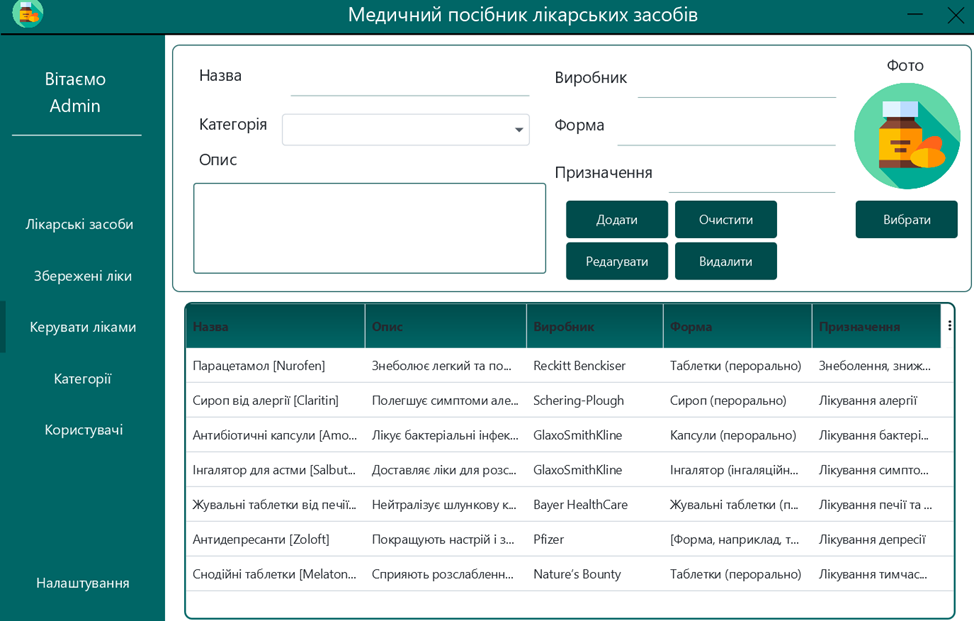 Медичний посібник лікарських засобів
Вітаємо
Admin
Лікарські засоби
Збережені ліки
Керувати ліками
Категорії
Користувачі
Налаштування
Назва
Категорія
Опис
Виробник
Форма
Призначення
Фото
Додати Очистити
Редагувати Видалити
Вибрати
Назва Опис Виробник Форма Призначення
Парацетамол [Nurofen] Знеболює легкий та по... Reckitt Benckiser Таблетки (перорально) Знеболення, зниж...
Сироп від алергії [Claritin] Полегшує симптоми але... Schering-Plough Сироп (перорально) Лікування алергії
Антибіотичні капсули [Amo... Лікує бактеріальні інфек... GlaxoSmithKline Капсули (перорально) Лікування бактері...
Інгалятор для астми [Salbut... Доставляє ліки для розс... GlaxoSmithKline Інгалятор (інгаляційн... Лікування симпто...
Жувальні таблетки від печії... Нейтралізує шлункову к... Bayer HealthCare Жувальні таблетки (п... Лікування печії та ...
Антидепресанти [Zoloft] Покращують настрій і з... Pfizer [Форма, наприклад, т... Лікування депресії
Снодійні таблетки [Melaton... Сприяють розслабленн... Nature's Bounty Таблетки (перорально) Лікування тимчас...